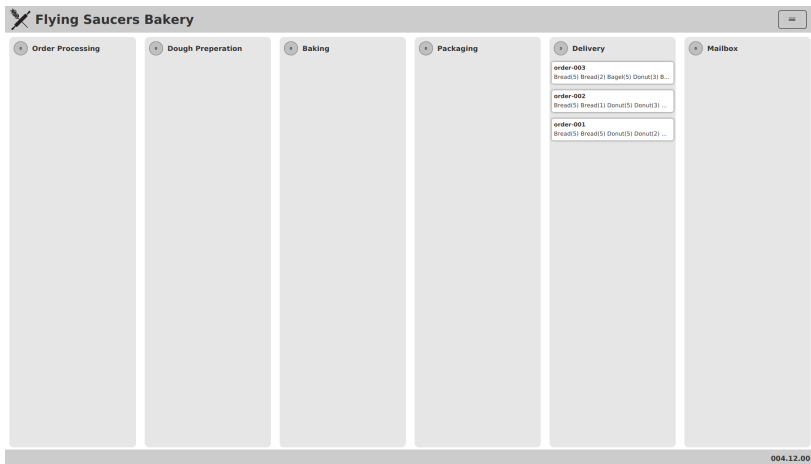 Flying Saucers Bakery
Order Processing
Dough Preperation
Baking
Packaging
Delivery
order-003
Bread(5) Bread(2) Bagel(5) Donut(3) B...
order-002
Bread(5) Bread(1) Donut(5) Donut(3) ...
order-001
Bread(5) Bread(5) Donut(5) Donut(2) ...
Mailbox
004.12.00